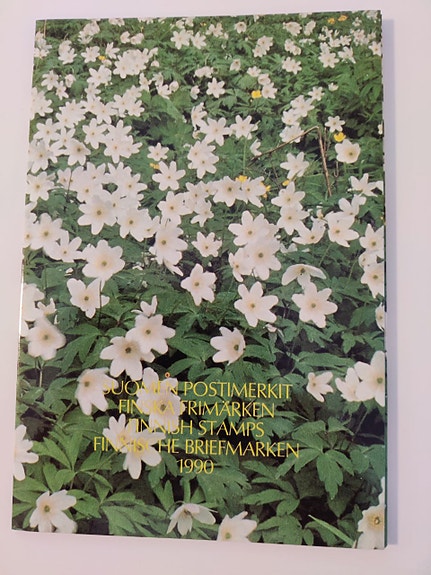 SUOMEN POSTIMERKIT
FINSKA FRIMÄRKEN
FINNISH STAMPS
FINNISCHE BRIEFMARKEN
1990